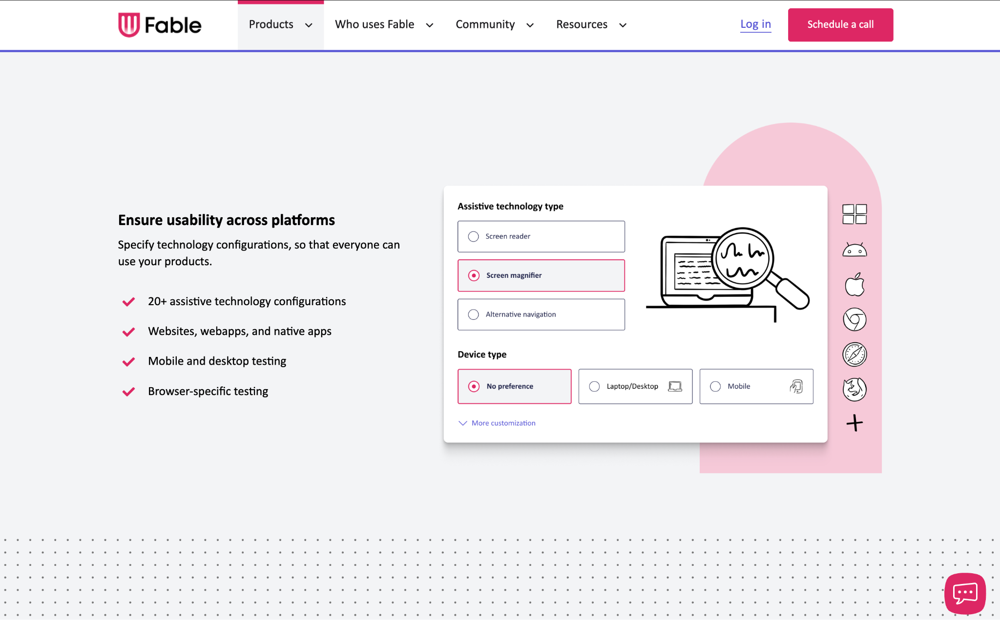 Fable
Products
Who uses Fable
Community
Resources
Log in
Schedule a call
Ensure usability across platforms
Specify technology configurations, so that everyone can
use your products.
20+ assistive technology configurations
Websites, webapps, and native apps
Mobile and desktop testing
Browser-specific testing
Assistive technology type
Screen reader
Screen magnifier
Alternative navigation
Device type
No preference
Laptop/Desktop
Mobile
More customization